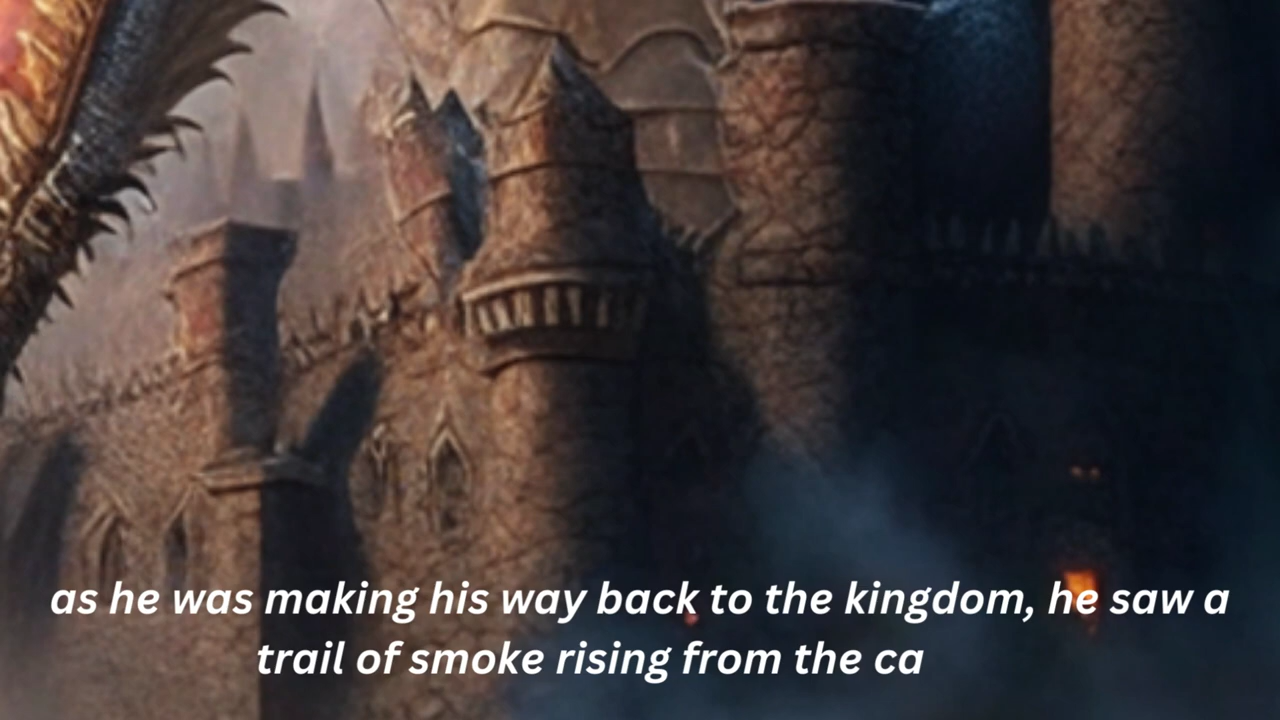 as he was making his way back to the kingdom, he saw a
trail of smoke rising from the ca